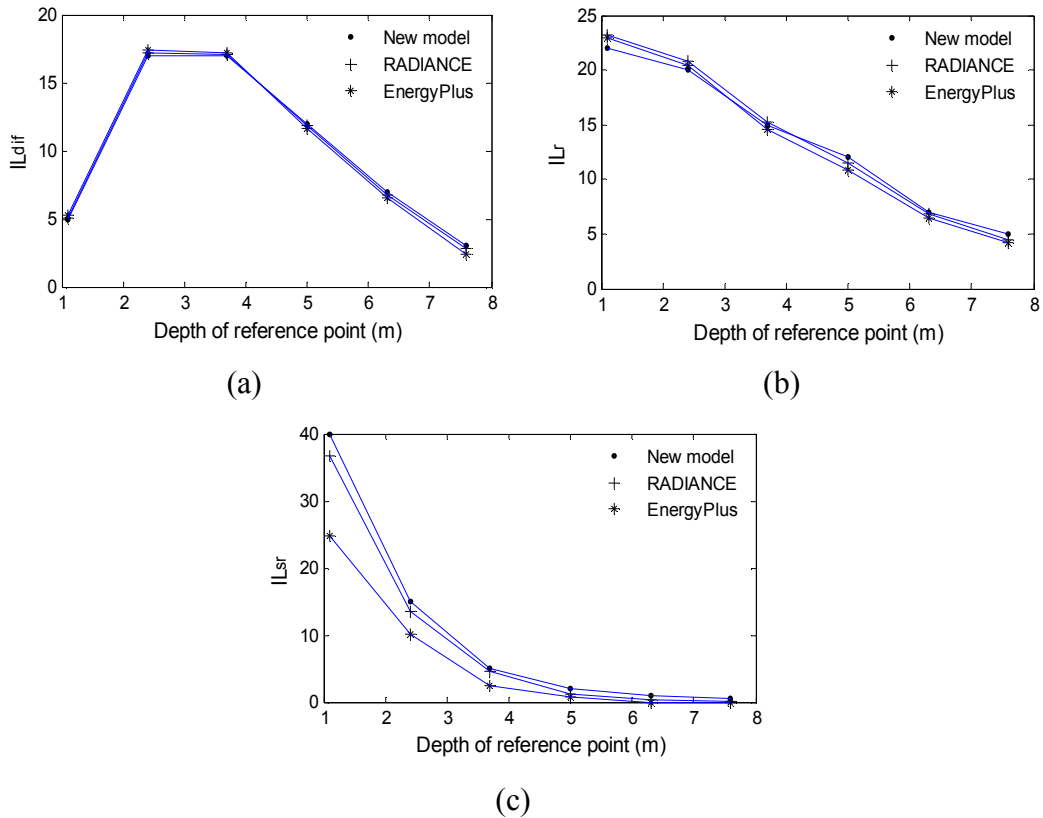 20
15
10
5
0
ILdif
New model
RADIANCE
EnergyPlus
1 2 3 4 5 6 7 8
Depth of reference point (m)
(a)
25
20
15
10
5
0
ILr
New model
RADIANCE
EnergyPlus
1 2 3 4 5 6 7 8
Depth of reference point (m)
(b)
40
30
20
10
0
ILsr
New model
RADIANCE
EnergyPlus
1 2 3 4 5 6 7 8
Depth of reference point (m)
(c)